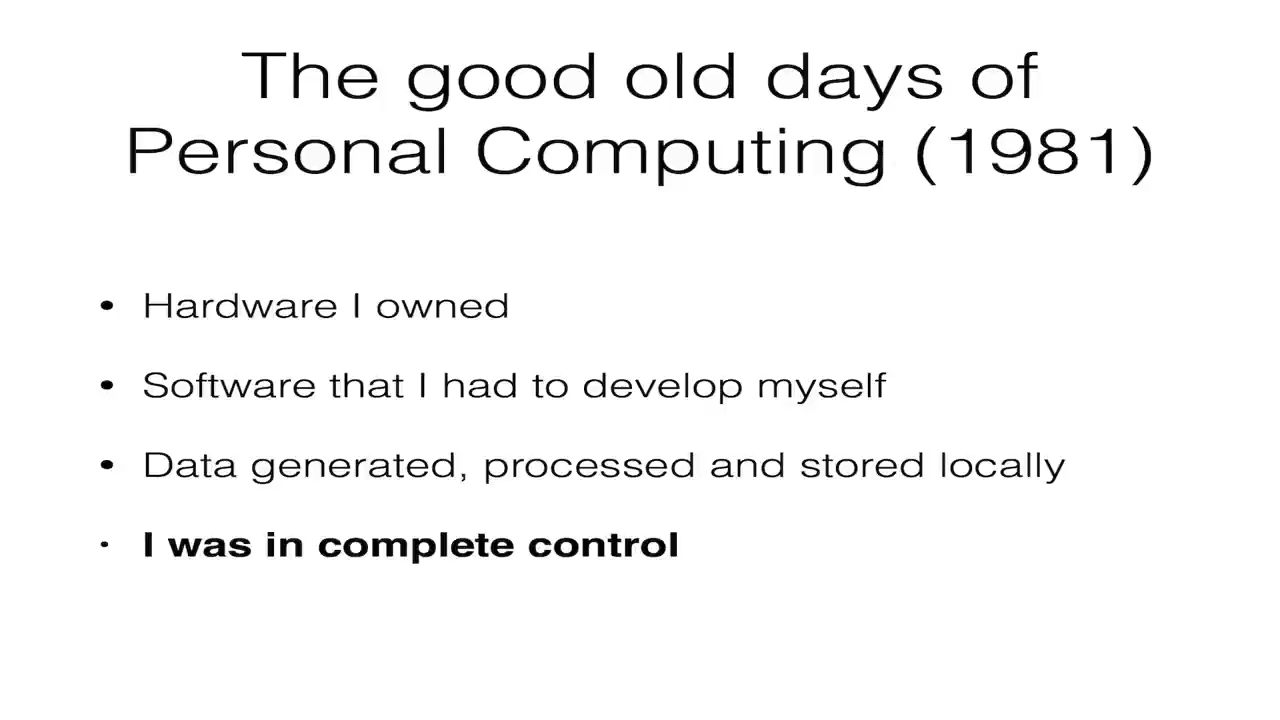 The good old days of
Personal Computing (1981)
• Hardware I owned
• Software that I had to develop myself
• Data generated, processed and stored locally
• I was in complete control